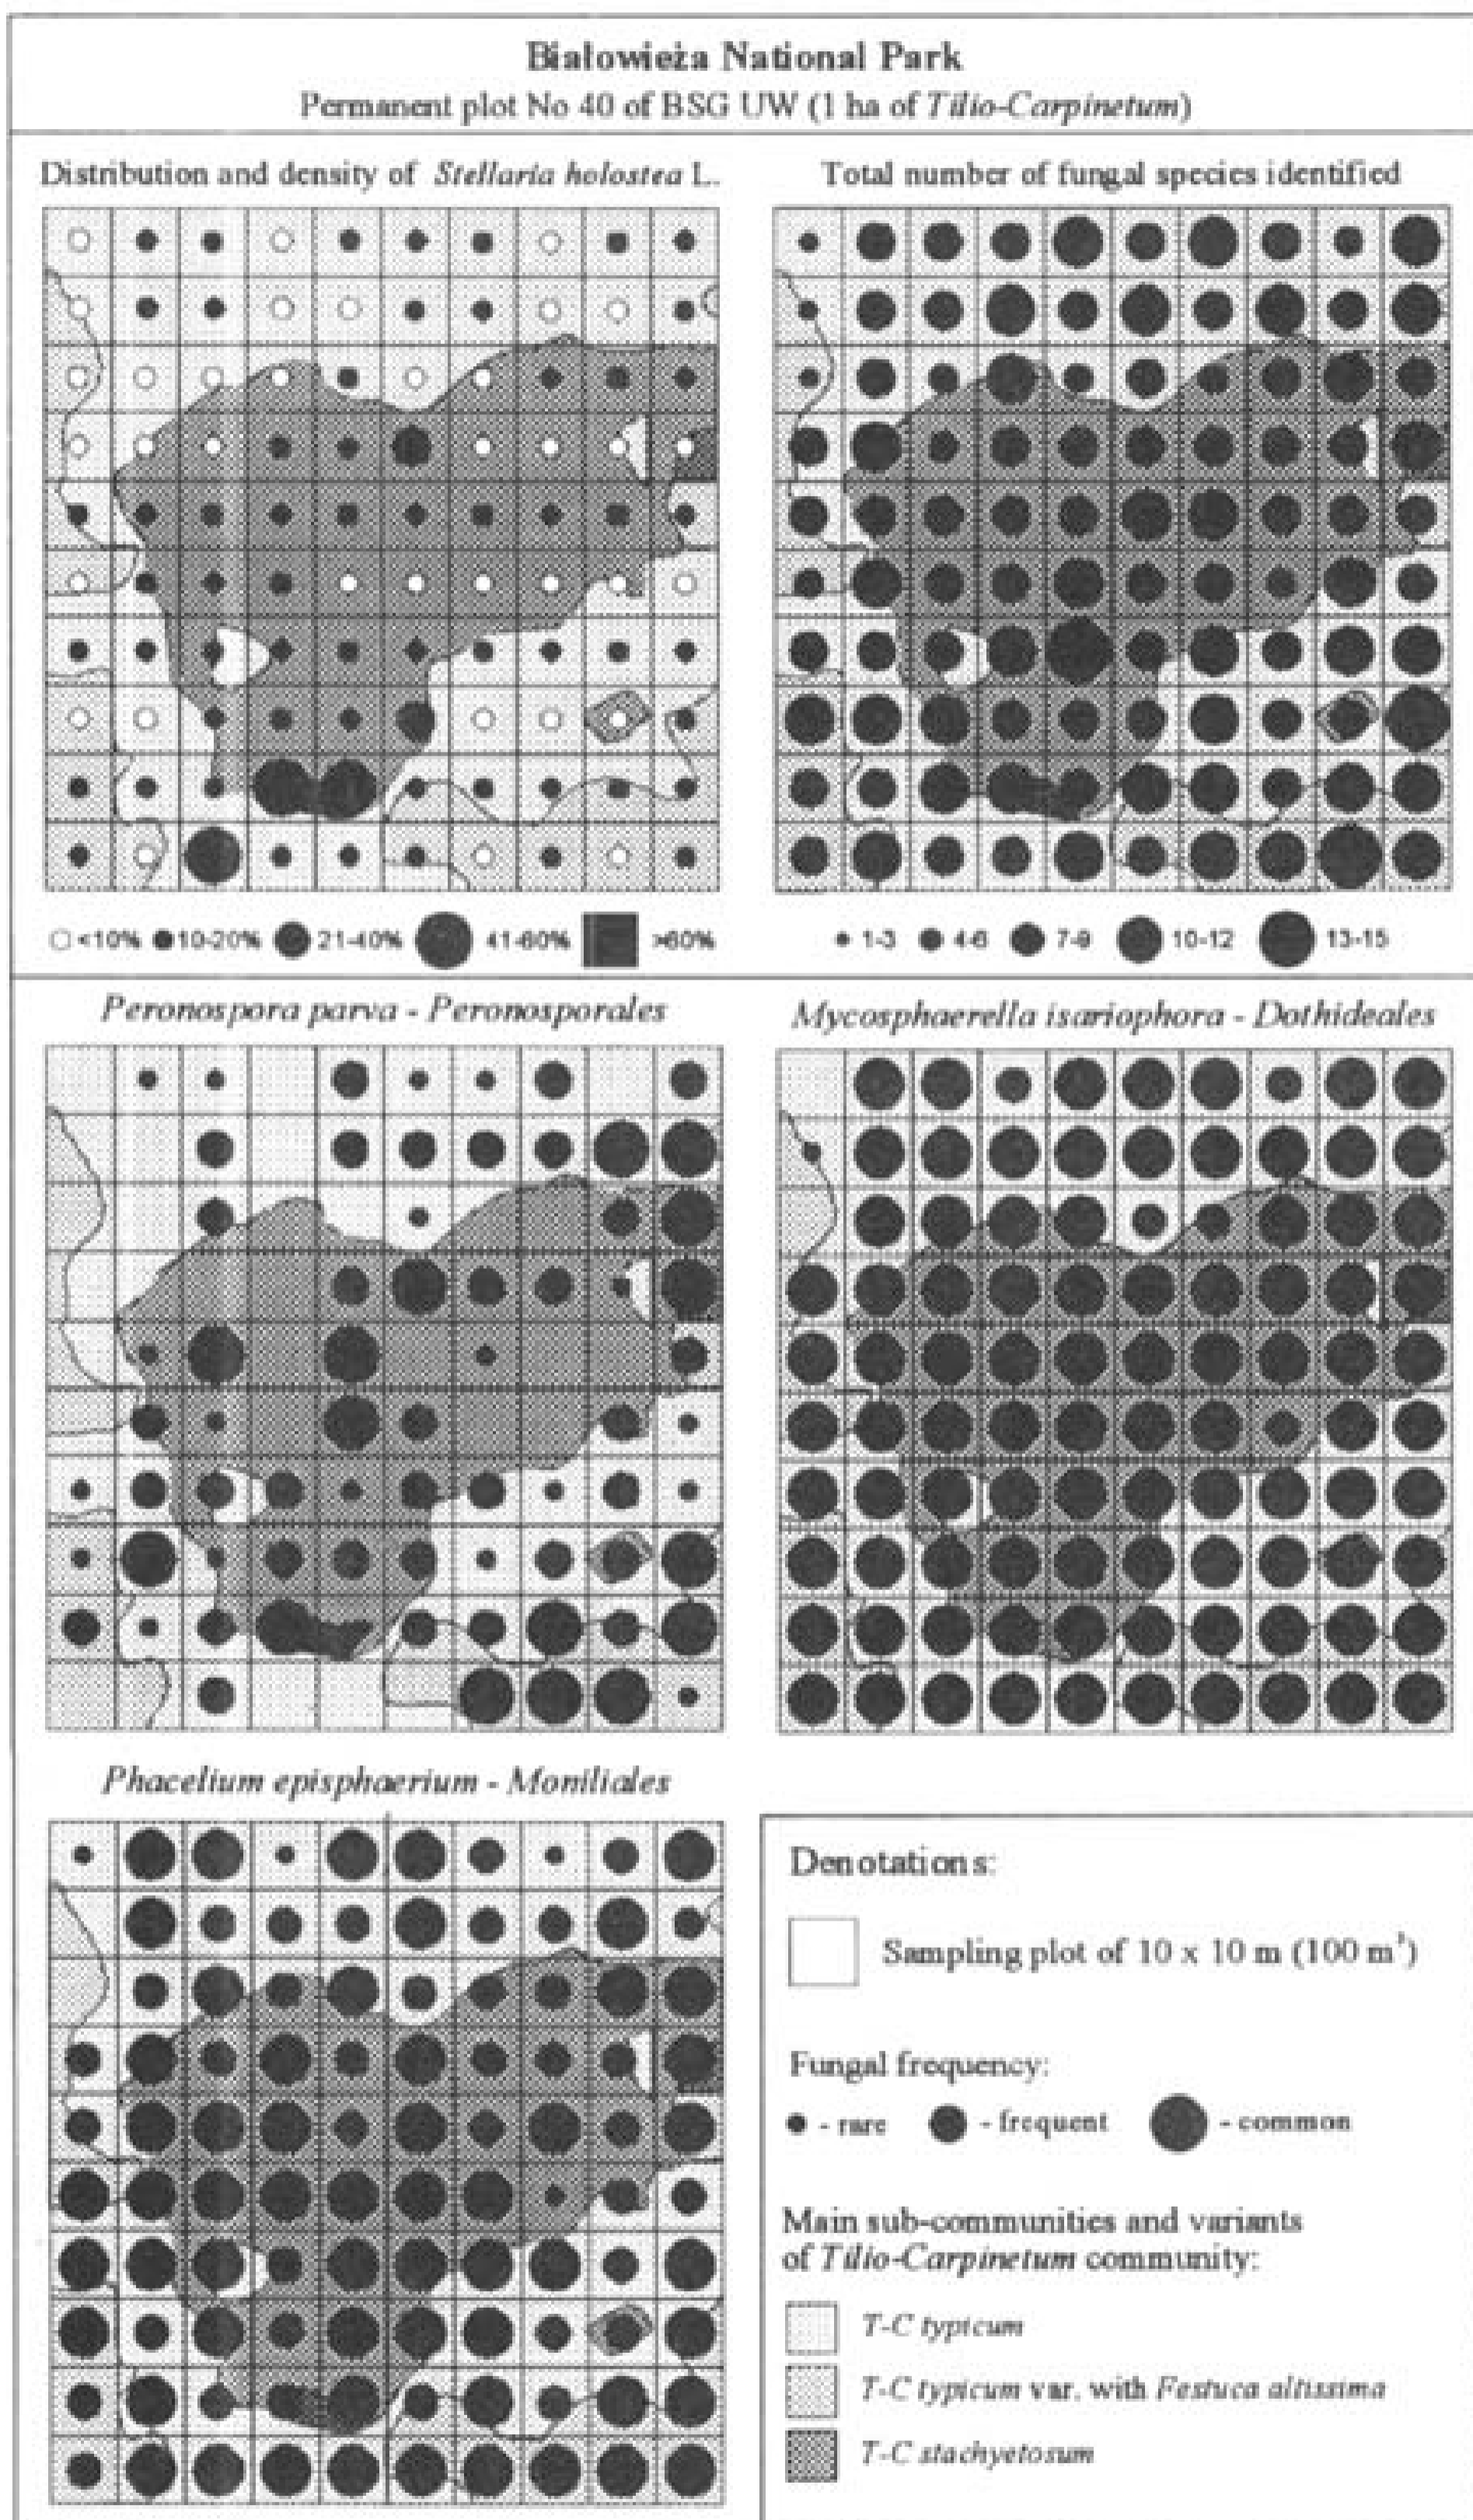 Białowieża National Park
Permanent plot No 40 of BSG UW (1 ha of Tilio-Carpinetum)
Distribution and density of Stellaria holostea L.
Total number of fungal species identified
<10% 10-20% 21-40% 41-60% >60%
1-3 4-6 7-9 10-12 13-15
Peronospora parva - Peronosporales
Mycosphaerella isariophora - Dothideales
Phacelium episphaerium - Moniliales
Denotations:
Sampling plot of 10 x 10 m (100 m²)
Fungal frequency:
- rare - frequent - common
Main sub-communities and variants
of Tilio-Carpinetum community:
T-C typicum
T-C typicum var. with Festuca altissima
T-C stachyetosum